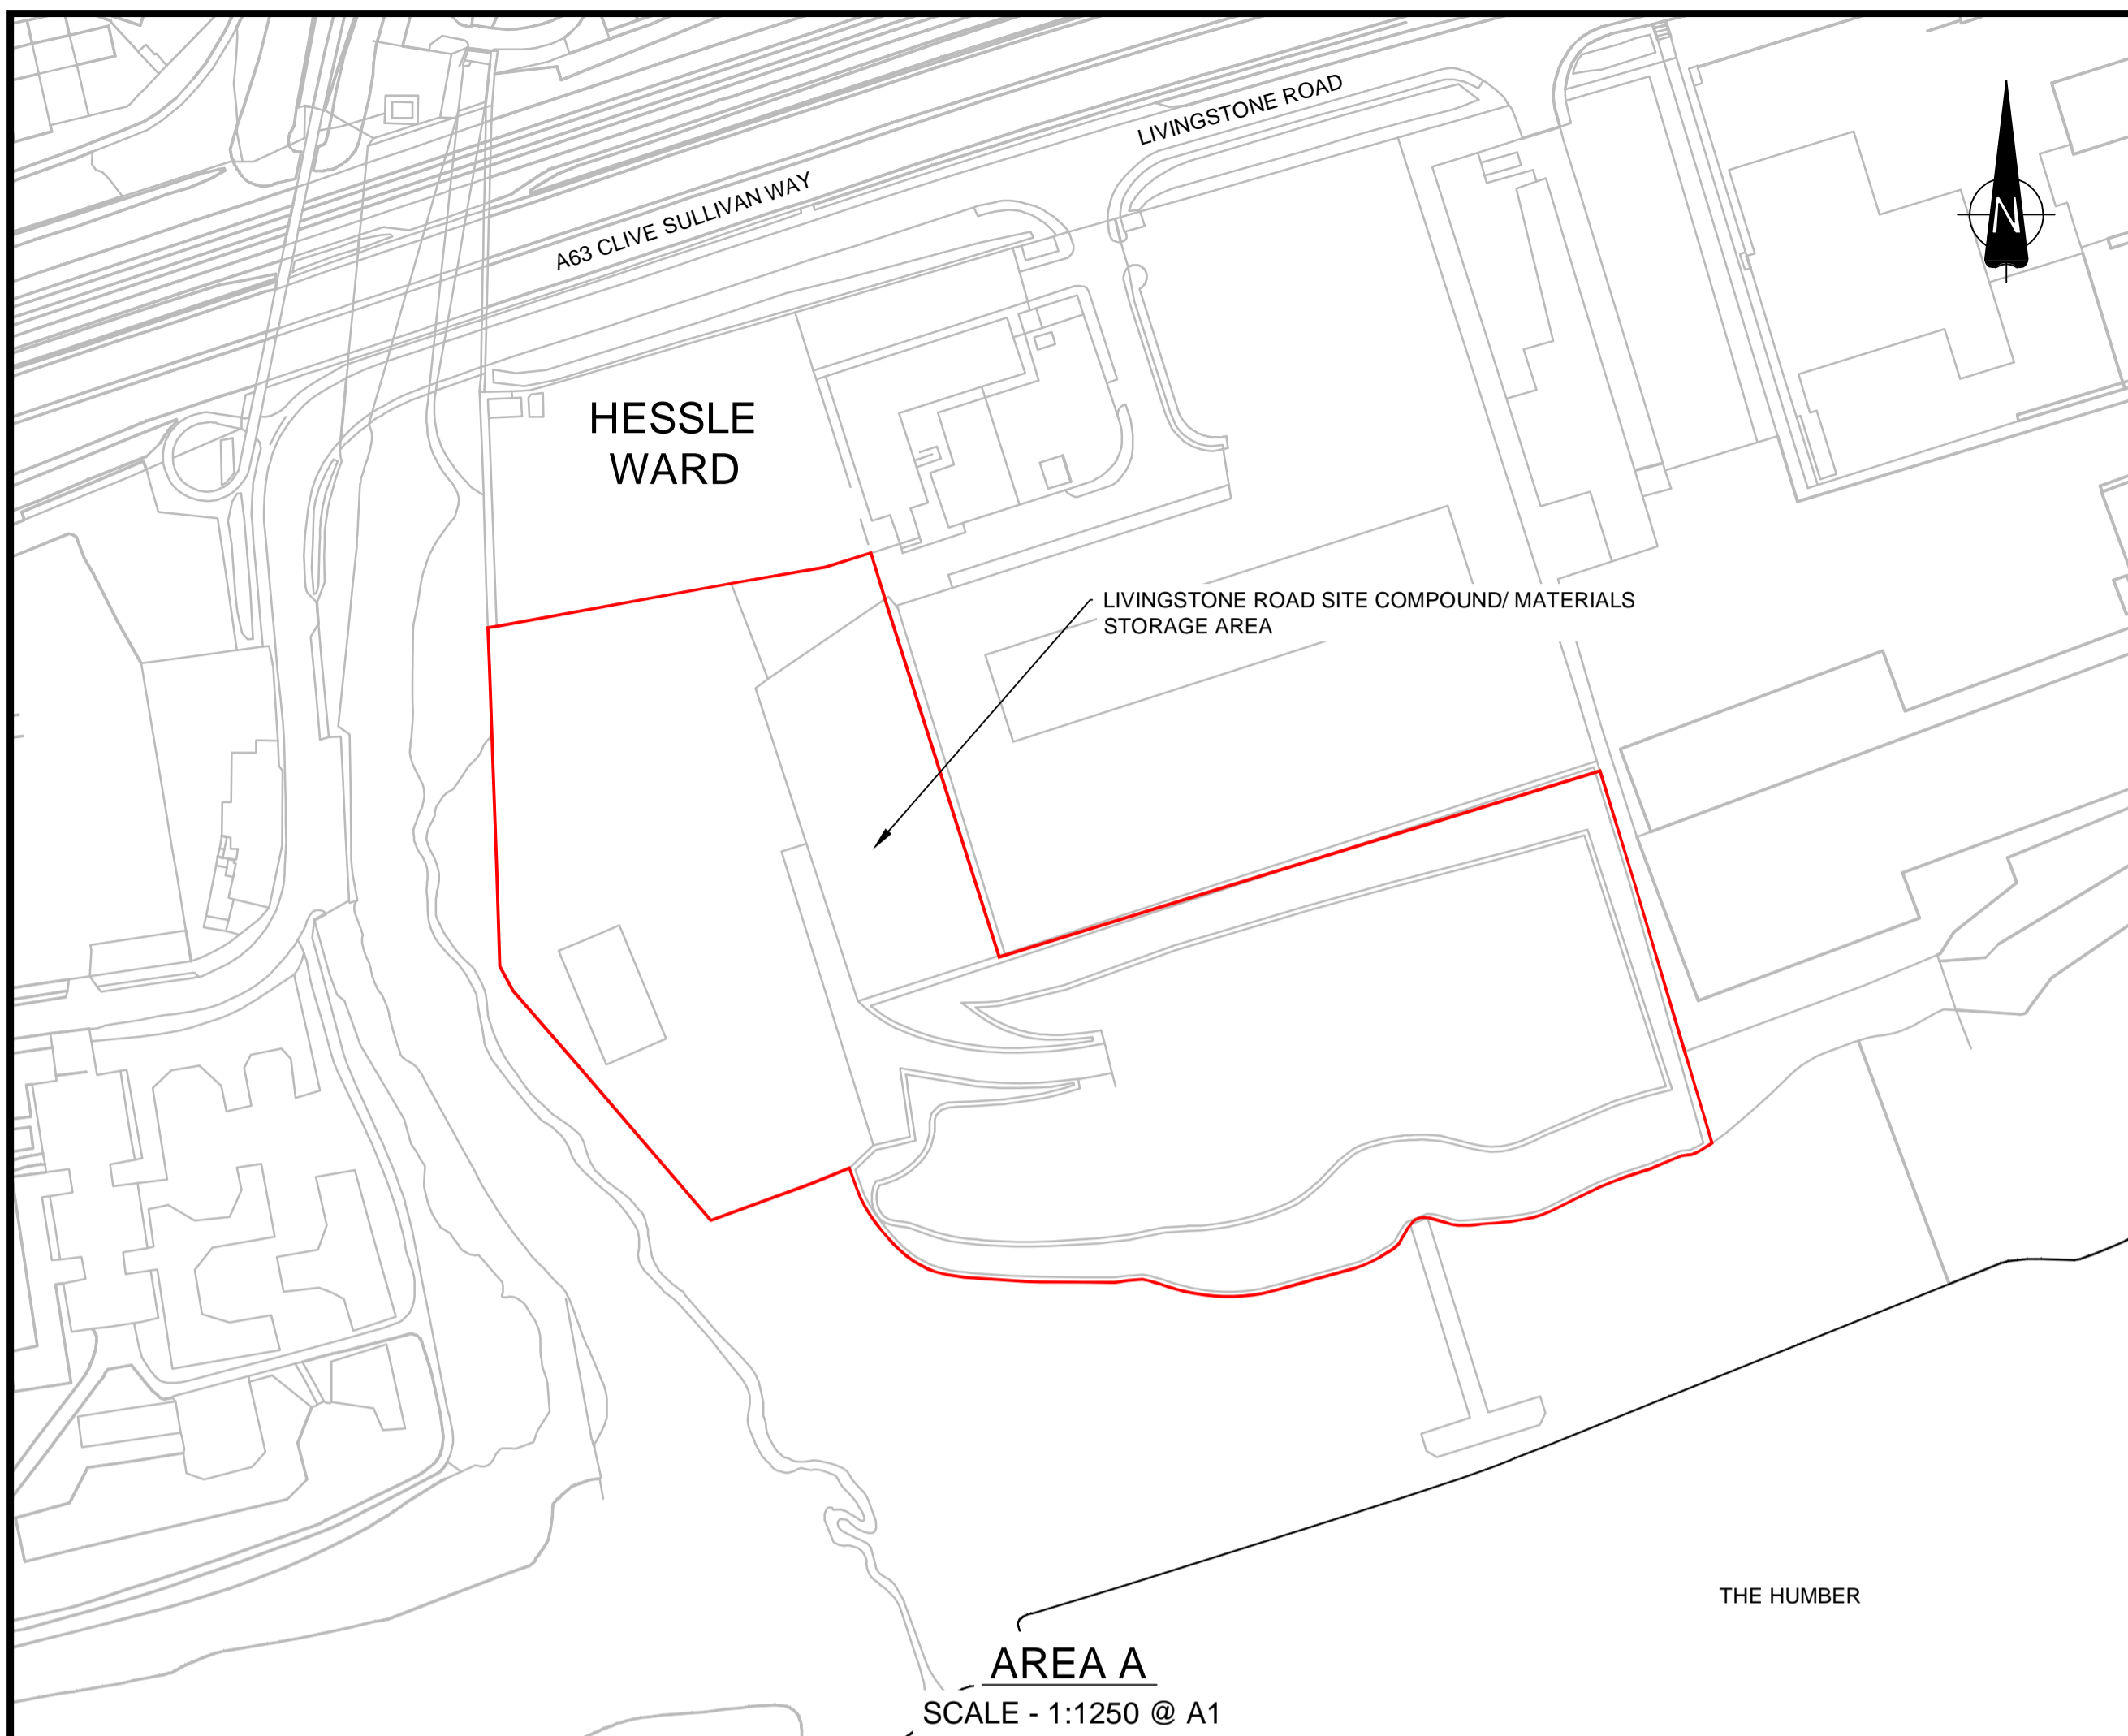 LIVINGSTONE ROAD
A63 CLIVE SULLIVAN WAY
N
HESSLE
WARD
LIVINGSTONE ROAD SITE COMPOUND/ MATERIALS
STORAGE AREA
THE HUMBER
AREA A
SCALE - 1:1250 @ A1